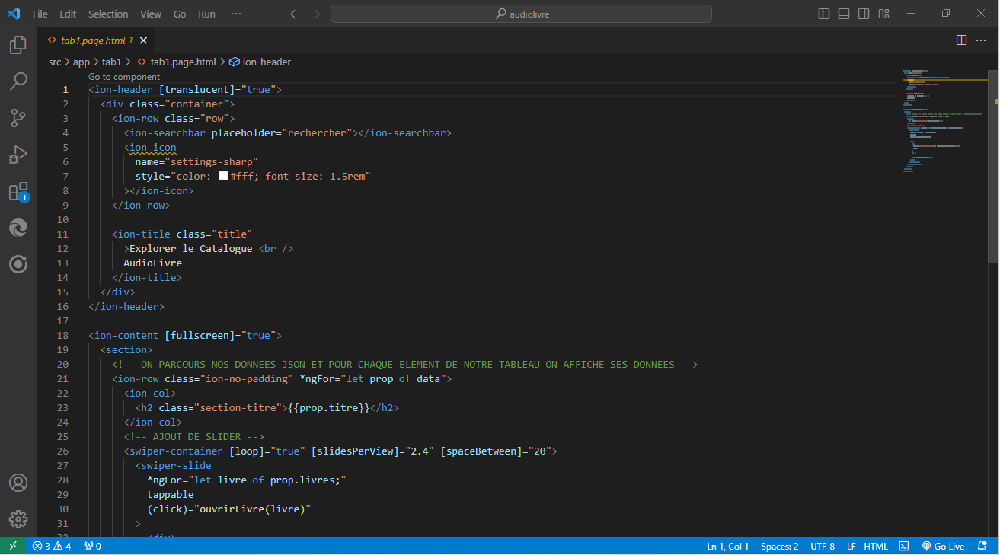 File Edit Selection View Go Run ··· audiolivre
tab1.page.html 1
src > app > tab1 > tab1.page.html > ion-header
Go to component
1 <ion-header [translucent]="true">
2 <div class="container">
3 <ion-row class="row">
4 <ion-searchbar placeholder="rechercher"></ion-searchbar>
5 <ion-icon
6 name="settings-sharp"
7 style="color: #fff; font-size: 1.5rem"
8 ></ion-icon>
9 </ion-row>
10
11 <ion-title class="title"
12 >Explorer le Catalogue <br />
13 AudioLivre
14 </ion-title>
15 </div>
16 </ion-header>
17
18 <ion-content [fullscreen]="true">
19 <section>
20 <!-- ON PARCOURS NOS DONNEES JSON ET POUR CHAQUE ELEMENT DE NOTRE TABLEAU ON AFFICHE SES DONNEES -->
21 <ion-row class="ion-no-padding" *ngFor="let prop of data">
22 <ion-col>
23 <h2 class="section-titre">{{prop.titre}}</h2>
24 </ion-col>
25 <!-- AJOUT DE SLIDER -->
26 <swiper-container [loop]="true" [slidesPerView]="2.4" [spaceBetween]="20">
27 <swiper-slide
28 *ngFor="let livre of prop.livres;"
29 tappable
30 (click)="ouvrirLivre(livre)"
31 >
32 <div>
1
3 4 0 Ln 1, Col 1 Spaces: 2 UTF-8 LF HTML Go Live